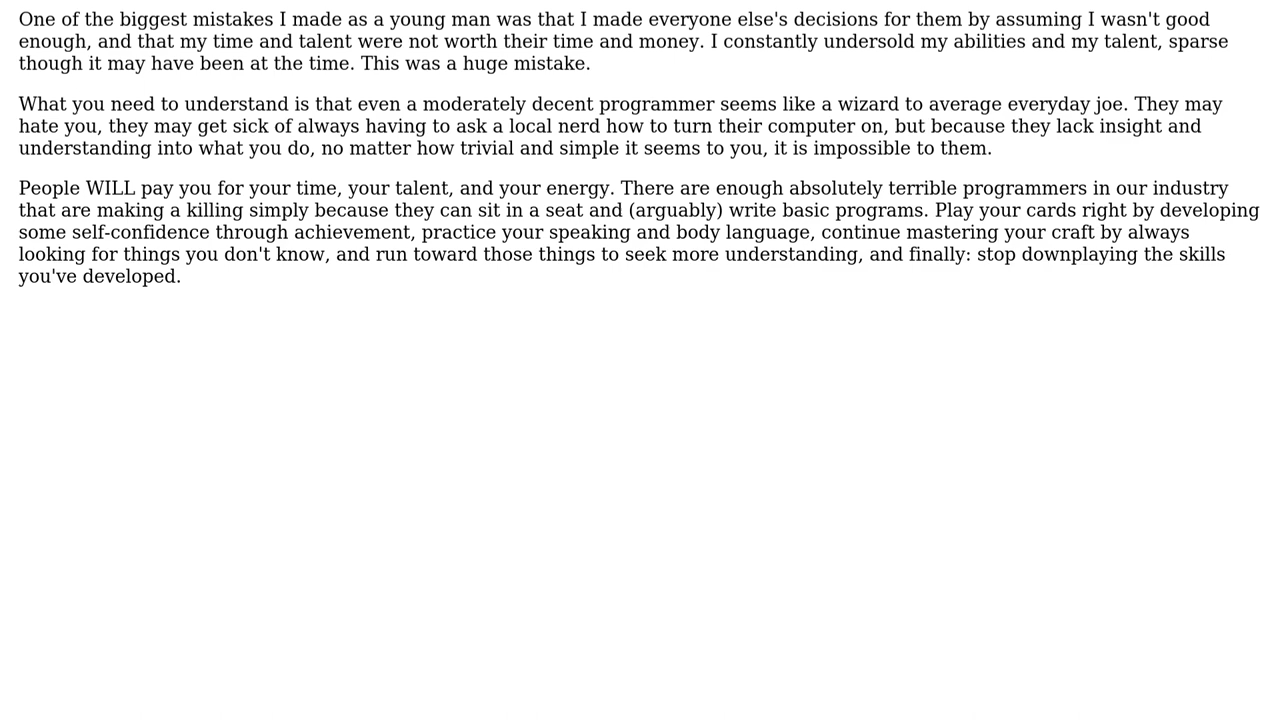 One of the biggest mistakes I made as a young man was that I made everyone else's decisions for them by assuming I wasn't good
enough, and that my time and talent were not worth their time and money. I constantly undersold my abilities and my talent, sparse
though it may have been at the time. This was a huge mistake.
What you need to understand is that even a moderately decent programmer seems like a wizard to average everyday joe. They may
hate you, they may get sick of always having to ask a local nerd how to turn their computer on, but because they lack insight and
understanding into what you do, no matter how trivial and simple it seems to you, it is impossible to them.
People WILL pay you for your time, your talent, and your energy. There are enough absolutely terrible programmers in our industry
that are making a killing simply because they can sit in a seat and (arguably) write basic programs. Play your cards right by developing
some self-confidence through achievement, practice your speaking and body language, continue mastering your craft by always
looking for things you don't know, and run toward those things to seek more understanding, and finally: stop downplaying the skills
you've developed.